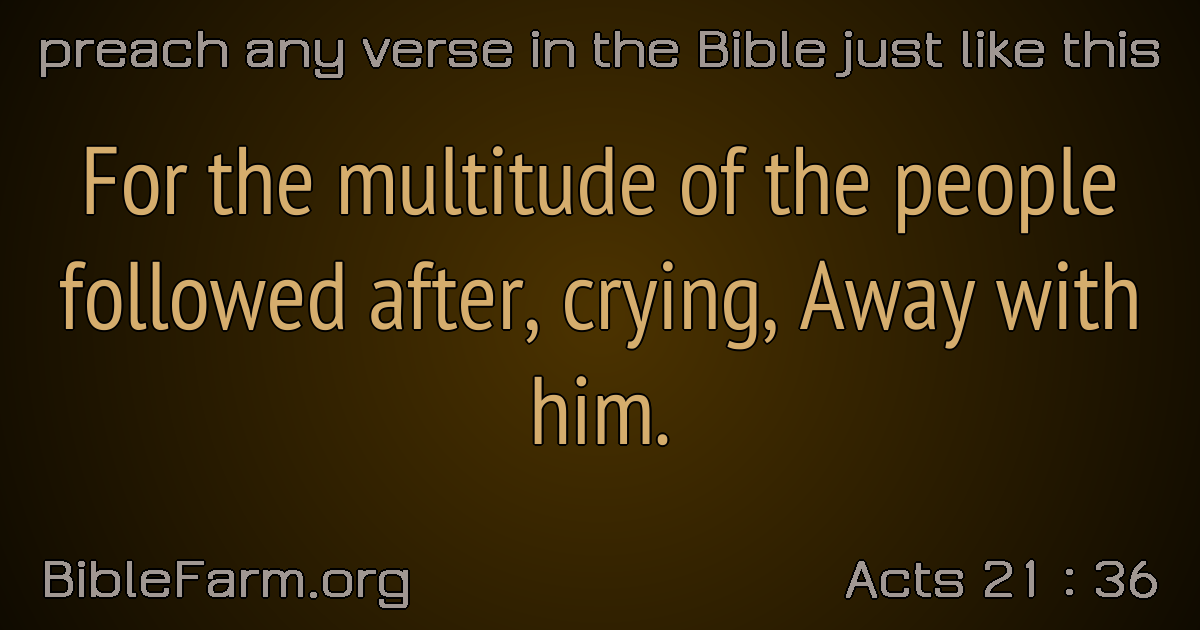 preach any verse in the Bible just like this
For the multitude of the people
followed after, crying, Away with
him.
BibleFarm.org
Acts 21 : 36